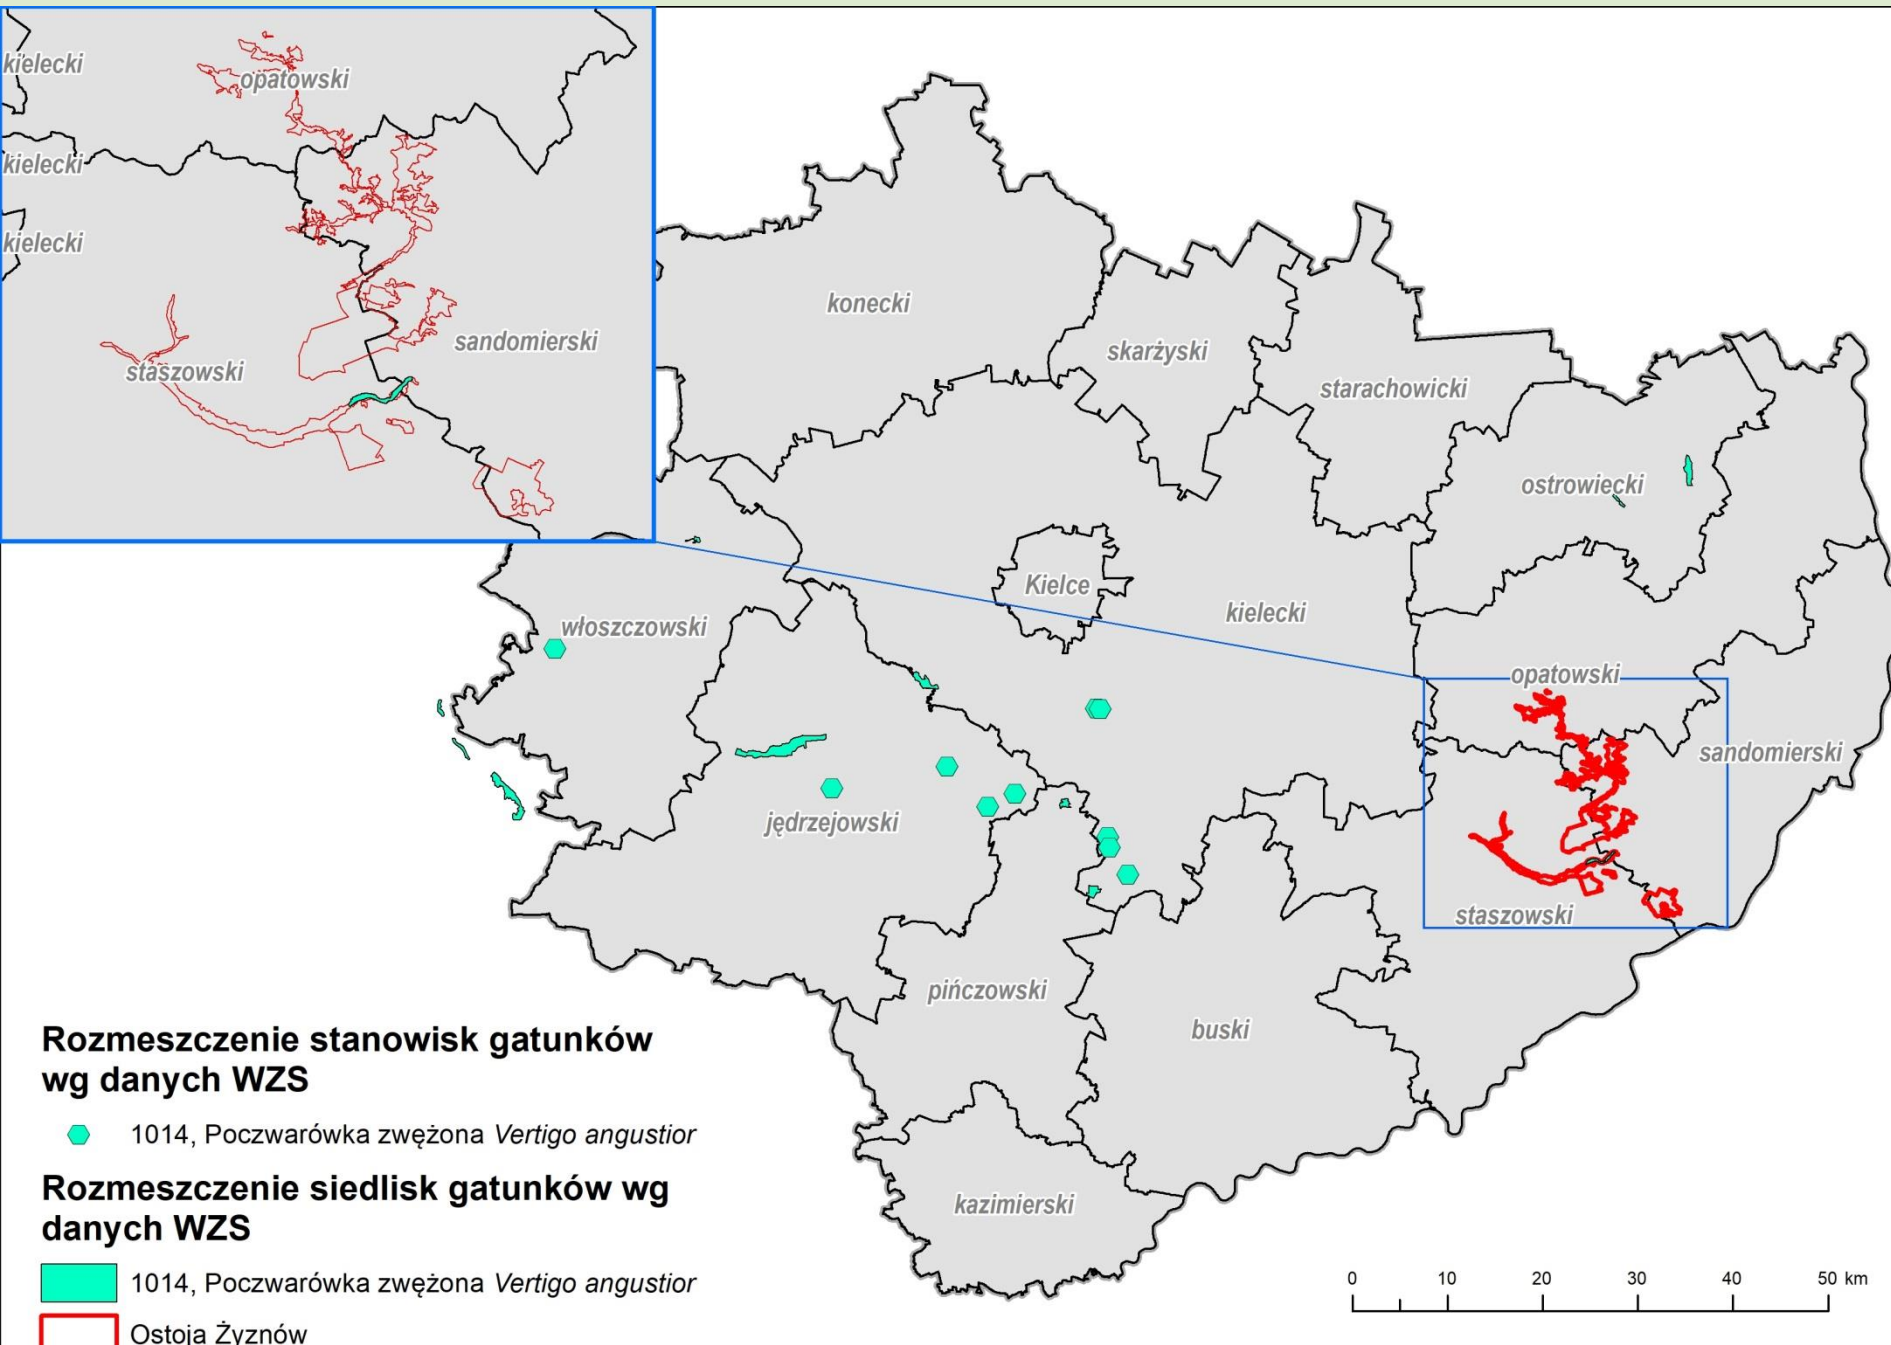 kielecki
opatowski
kielecki
kielecki
sandomierski
staszowski
konecki
skarżyski
starachowicki
ostrowiecki
Kielce
kielecki
włoszczowski
opatowski
sandomierski
jędrzejowski
staszowski
pińczowski
buski
kazimierski
Rozmeszczenie stanowisk gatunków
wg danych WZS
1014, Poczwarówka zwężona Vertigo angustior
Rozmeszczenie siedlisk gatunków wg
danych WZS
1014, Poczwarówka zwężona Vertigo angustior
Ostoja Żyznów
0 10 20 30 40 50 km